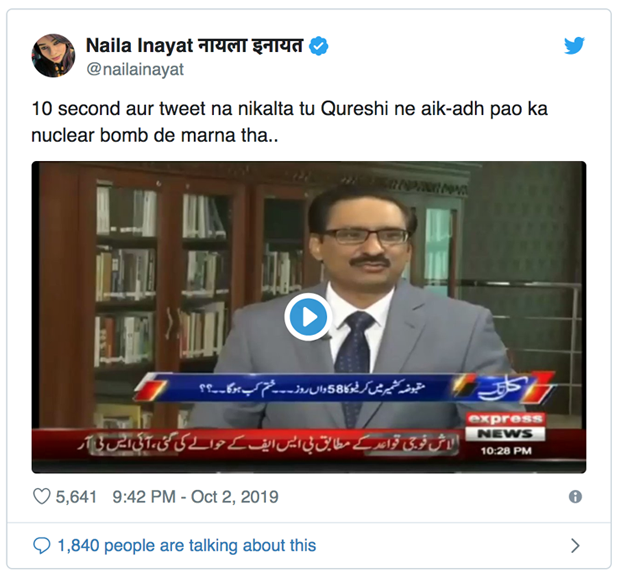 Naila Inayat नायला इनायत
@nailainayat
10 second aur tweet na nikalta tu Qureshi ne aik-adh pao ka
nuclear bomb de marna tha..
مقبوضہ کشمیر میں کرفیو کا 58 واں روز۔۔۔ ختم کب ہوگا۔۔؟؟
کل تک
express
NEWS
لاش فوجی قواعد کے مطابق بی ایس ایف کے حوالے کی گئی، آئی ایس پی آر
10:28 PM
5,641 9:42 PM - Oct 2, 2019
1,840 people are talking about this